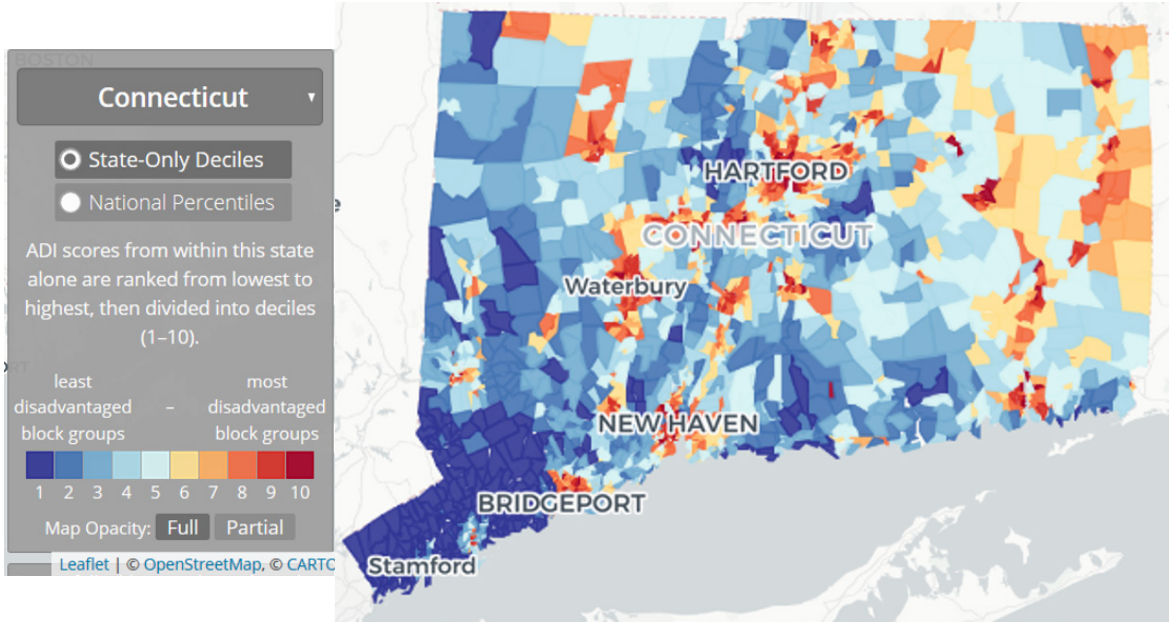 BOSTON
Connecticut
State-Only Deciles
National Percentiles
ADI scores from within this state
alone are ranked from lowest to
highest, then divided into deciles
(1–10).
least
disadvantaged
block groups
–
most
disadvantaged
block groups
1 2 3 4 5 6 7 8 9 10
Map Opacity: Full Partial
Leaflet | © OpenStreetMap, © CARTO
HARTFORD
CONNECTICUT
Waterbury
NEW HAVEN
BRIDGEPORT
Stamford